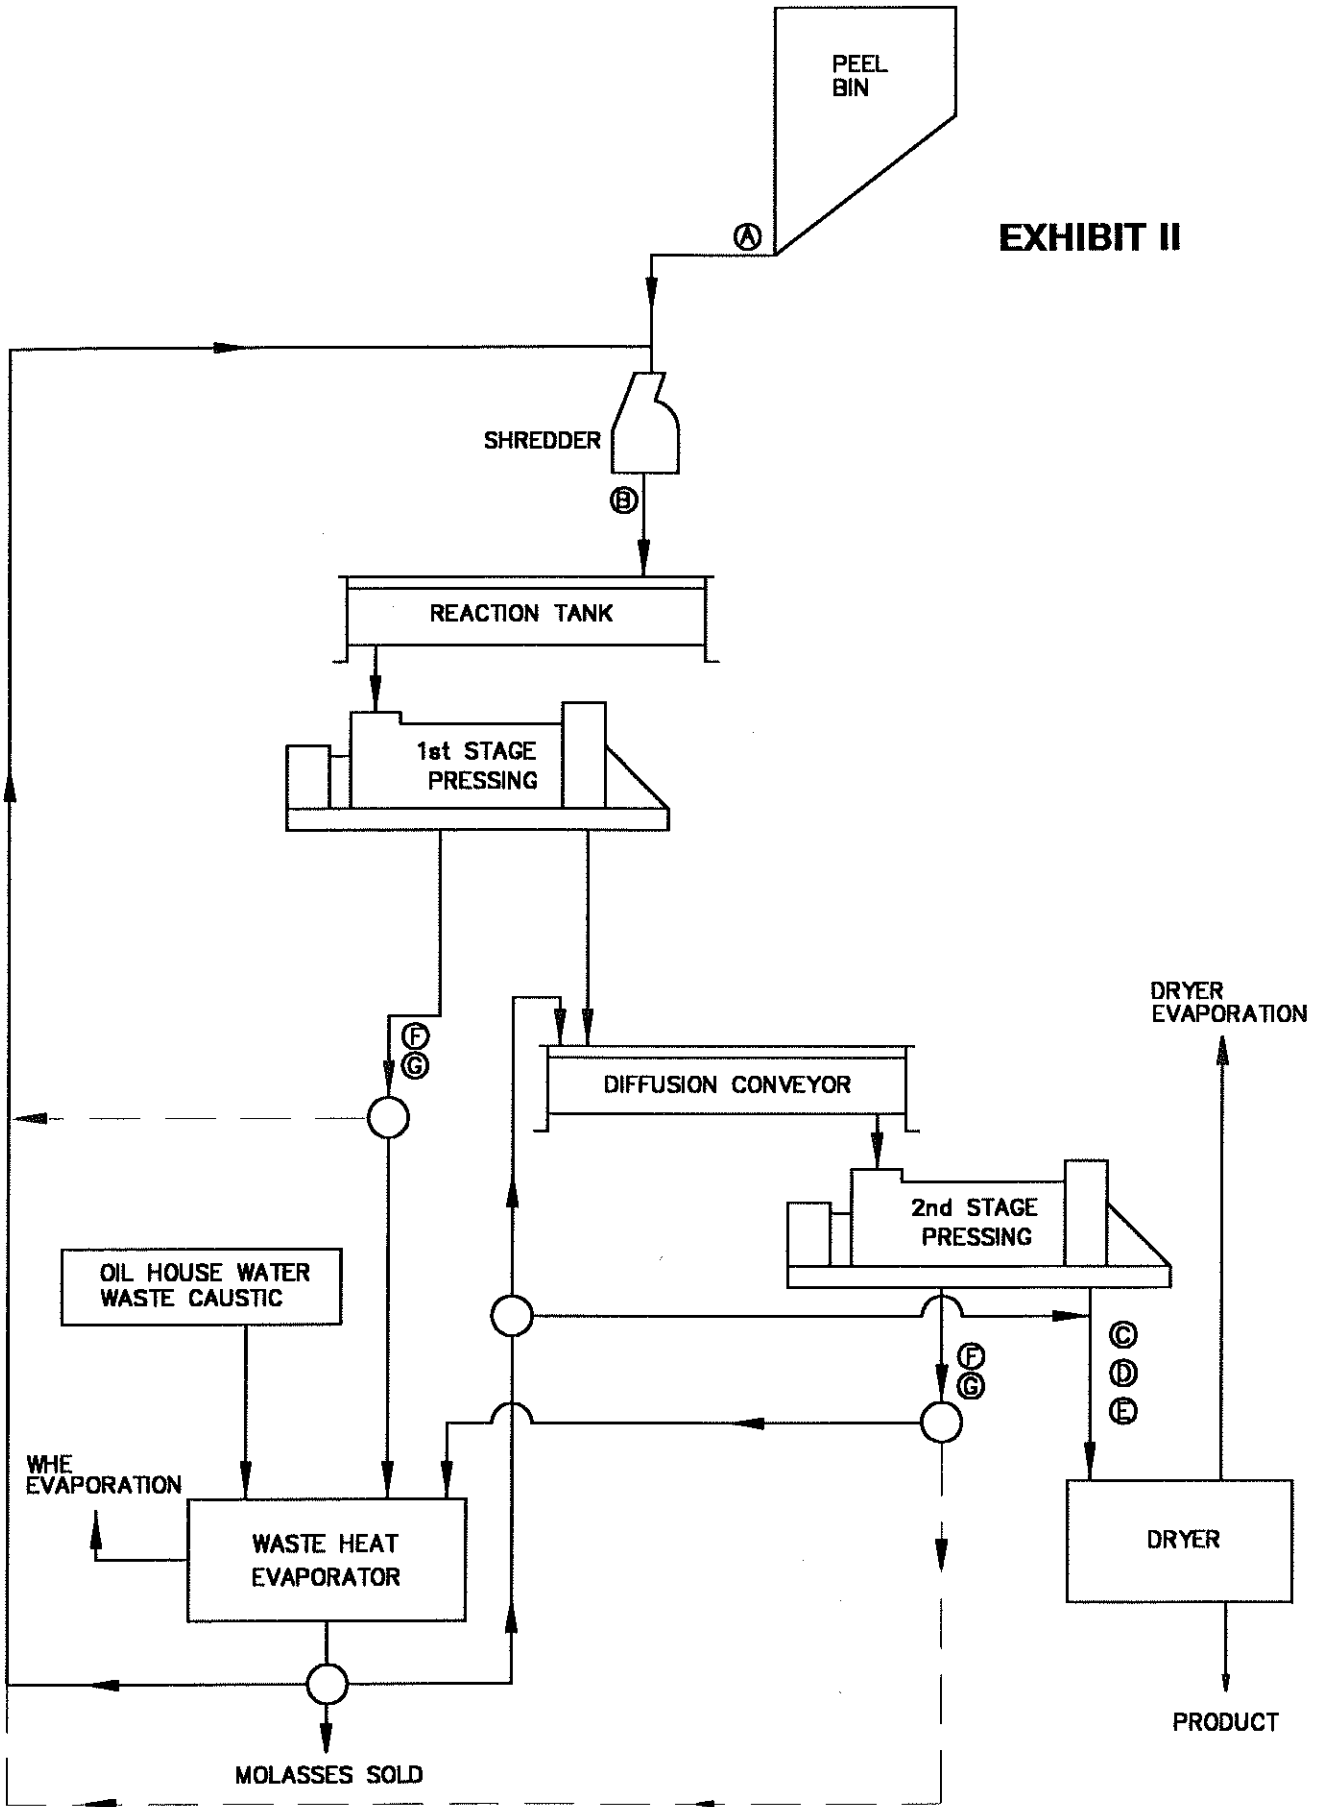 PEEL
BIN
Ⓐ
EXHIBIT II
SHREDDER
Ⓑ
REACTION TANK
1st STAGE
PRESSING
DRYER
EVAPORATION
Ⓕ
Ⓖ
DIFFUSION CONVEYOR
2nd STAGE
PRESSING
OIL HOUSE WATER
WASTE CAUSTIC
Ⓒ
Ⓓ
Ⓔ
Ⓕ
Ⓖ
WHE
EVAPORATION
WASTE HEAT
EVAPORATOR
DRYER
PRODUCT
MOLASSES SOLD